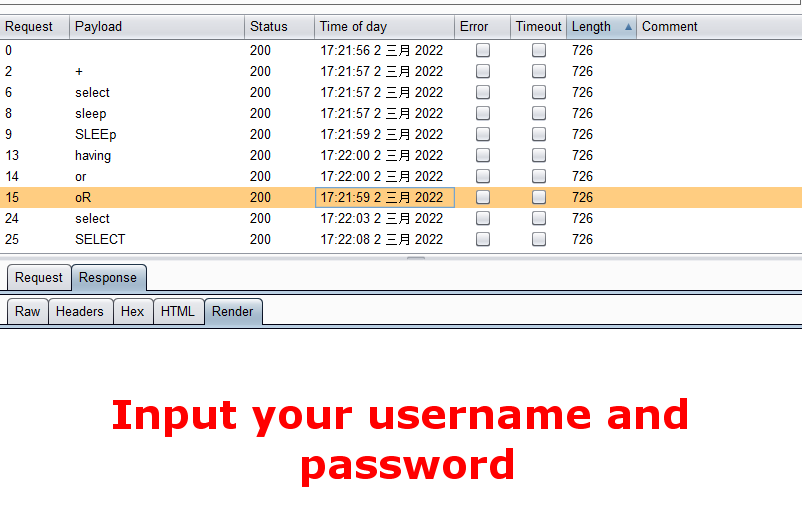 Request Payload Status Time of day Error Timeout Length Comment
0 200 17:21:56 2 三月 2022 726
2 + 200 17:21:57 2 三月 2022 726
6 select 200 17:21:57 2 三月 2022 726
8 sleep 200 17:21:57 2 三月 2022 726
9 SLEEp 200 17:21:59 2 三月 2022 726
13 having 200 17:22:00 2 三月 2022 726
14 or 200 17:22:00 2 三月 2022 726
15 oR 200 17:21:59 2 三月 2022 726
24 select 200 17:22:03 2 三月 2022 726
25 SELECT 200 17:22:08 2 三月 2022 726
Request Response
Raw Headers Hex HTML Render
Input your username and
password